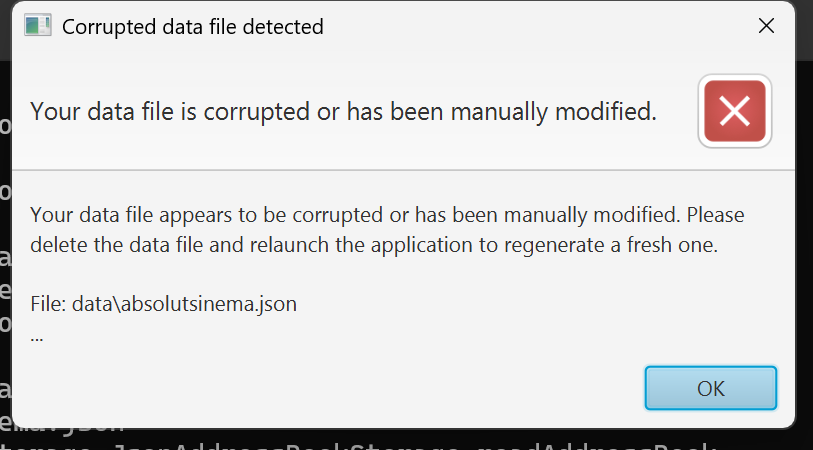 Corrupted data file detected
Your data file is corrupted or has been manually modified.
Your data file appears to be corrupted or has been manually modified. Please
delete the data file and relaunch the application to regenerate a fresh one.
File: data\absolutsinema.json
...
OK